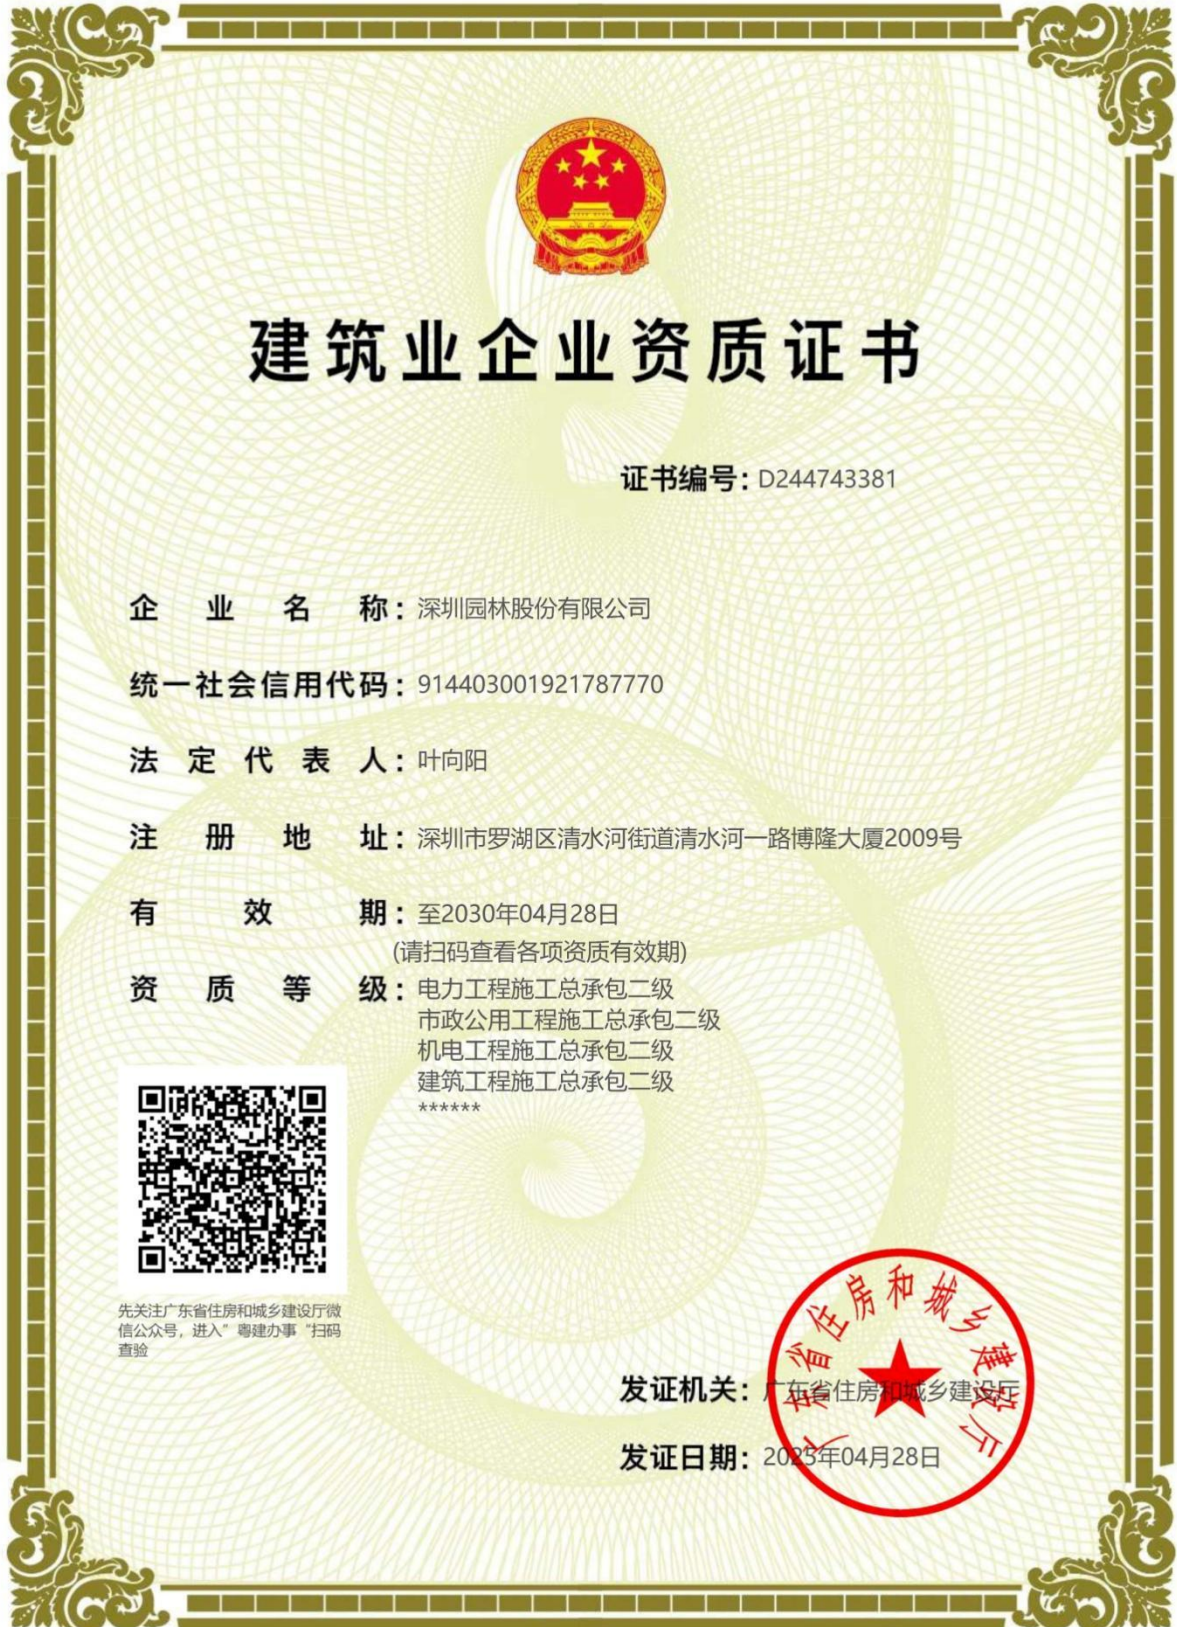 建筑业企业资质证书
证书编号：D244743381
企业名称：深圳园林股份有限公司
统一社会信用代码：914403001921787770
法定代表人：叶向阳
注册地址：深圳市罗湖区清水河街道清水河一路博隆大厦2009号
有效期：至2030年04月28日
(请扫码查看各项资质有效期)
资质等级：电力工程施工总承包二级
市政公用工程施工总承包二级
机电工程施工总承包二级
建筑工程施工总承包二级
******
先关注广东省住房和城乡建设厅微
信公众号，进入”粤建办事“扫码
查验
广东省住房和城乡建设厅
发证机关：广东省住房和城乡建设厅
发证日期：2025年04月28日